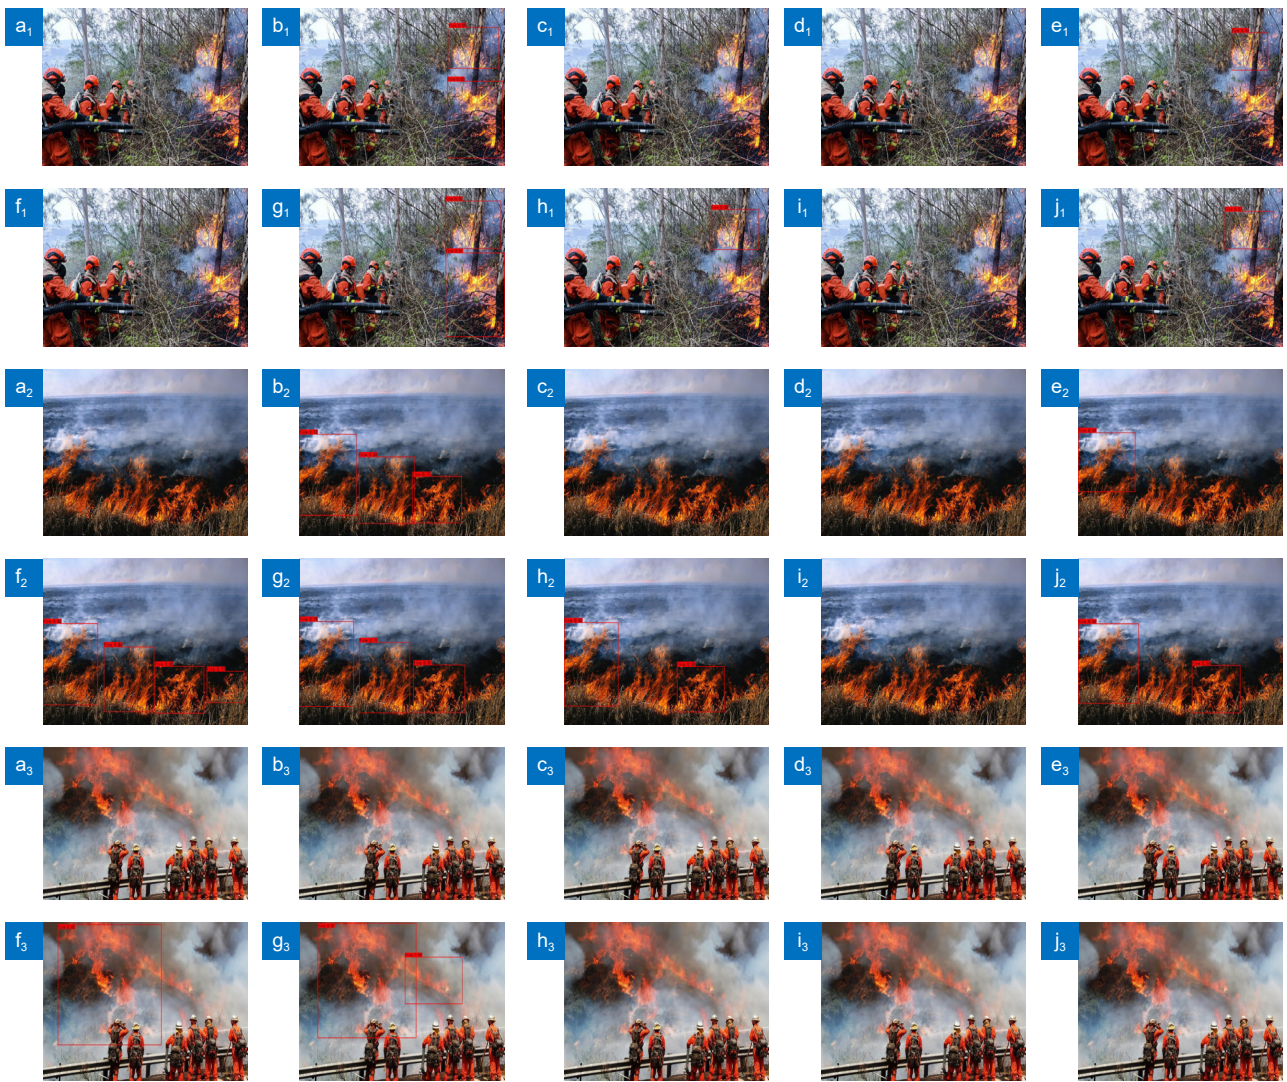 a₁ b₁ c₁ d₁ e₁
f₁ g₁ h₁ i₁ j₁
a₂ b₂ c₂ d₂ e₂
f₂ g₂ h₂ i₂ j₂
a₃ b₃ c₃ d₃ e₃
f₃ g₃ h₃ i₃ j₃